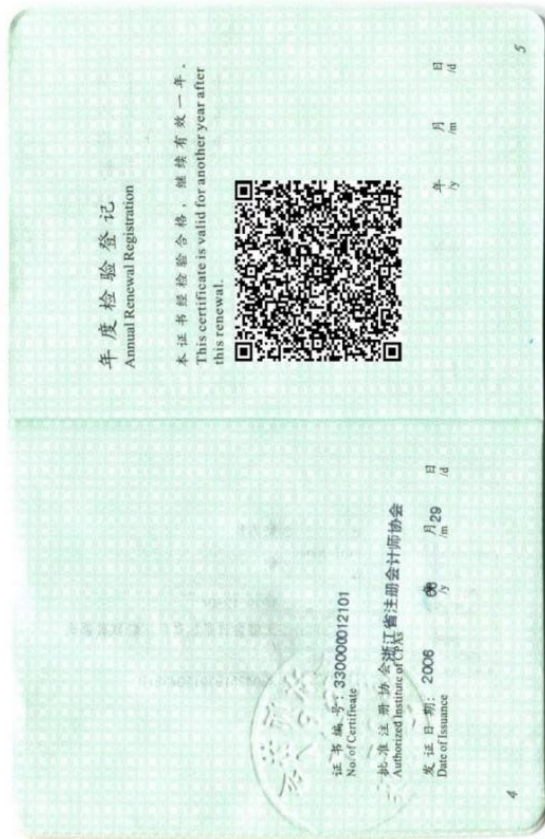 证书编号: 330000012101
No. of Certificate
批准注册协会: 浙江省注册会计师协会
Authorized Institute of CPAs
发证日期: 2006 年 06 月 29 日
Date of Issuance /y /m /d
4
年度检验登记
Annual Renewal Registration
本证书经检验合格，继续有效一年。
This certificate is valid for another year after
this renewal.
年 月 日
/y /m /d
5